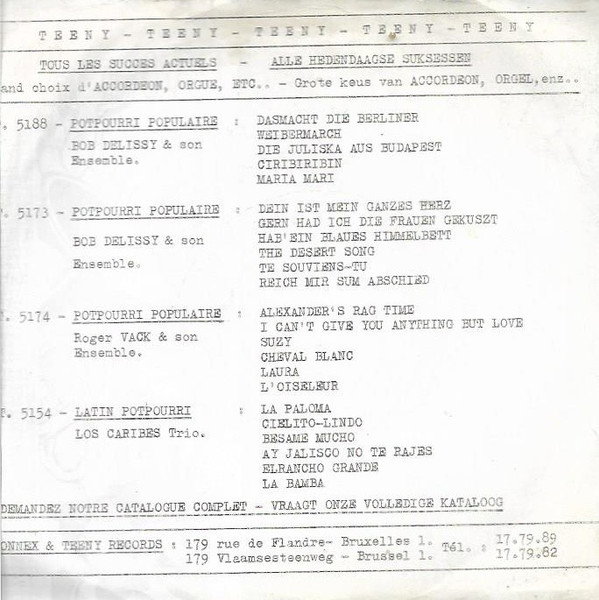 TEENY - TEENY - TEENY - TEENY - TEENY
TOUS LES SUCCES ACTUELS - ALLE HEDENDAAGSE SUKSESSEN
and choix d'ACCORDEON, ORGUE, ETC.. - Grote keus van ACCORDEON, ORGEL,enz..
. 5188 - POTPOURRI POPULAIRE : DASMACHT DIE BERLINER
WEIBERMARCH
BOB DELISSY & son DIE JULISKA AUS BUDAPEST
Ensemble. CIRIBIRIBIN
MARIA MARI
. 5173 - POTPOURRI POPULAIRE : DEIN IST MEIN GANZES HERZ
GERN HAD ICH DIE FRAUEN GEKUSZT
BOB DELISSY & son HAB'EIN BLAUES HIMMELBETT
THE DESERT SONG
Ensemble. TE SOUVIENS-TU
REICH MIR SUM ABSCHIED
. 5174 - POTPOURRI POPULAIRE : ALEXANDER'S RAG TIME
I CAN'T GIVE YOU ANYTHING BUT LOVE
Roger VACK & son SUZY
Ensemble. CHEVAL BLANC
LAURA
L'OISELEUR
T. 5154 - LATIN POTPOURRI : LA PALOMA
CIELITO-LINDO
LOS CARIBES Trio. BESAME MUCHO
AY JALISCO NO TE RAJES
ELRANCHO GRANDE
LA BAMBA
DEMANDEZ NOTRE CATALOGUE COMPLET - VRAAGT ONZE VOLLEDIGE KATALOOG
ONNEX & TEENY RECORDS : 179 rue de Flandre- Bruxelles 1. Tél. : 17.79.89
179 Vlaamsesteenweg - Brussel 1. 17.79.82